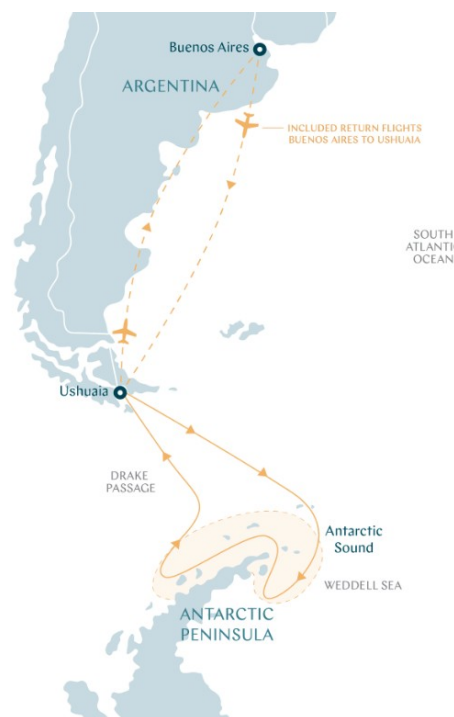 Buenos Aires
ARGENTINA
INCLUDED RETURN FLIGHTS
BUENOS AIRES TO USHUAIA
SOUTH
ATLANTI
OCEAN
Ushuaia
DRAKE
PASSAGE
Antarctic
Sound
WEDDELL SEA
ANTARCTIC
PENINSULA